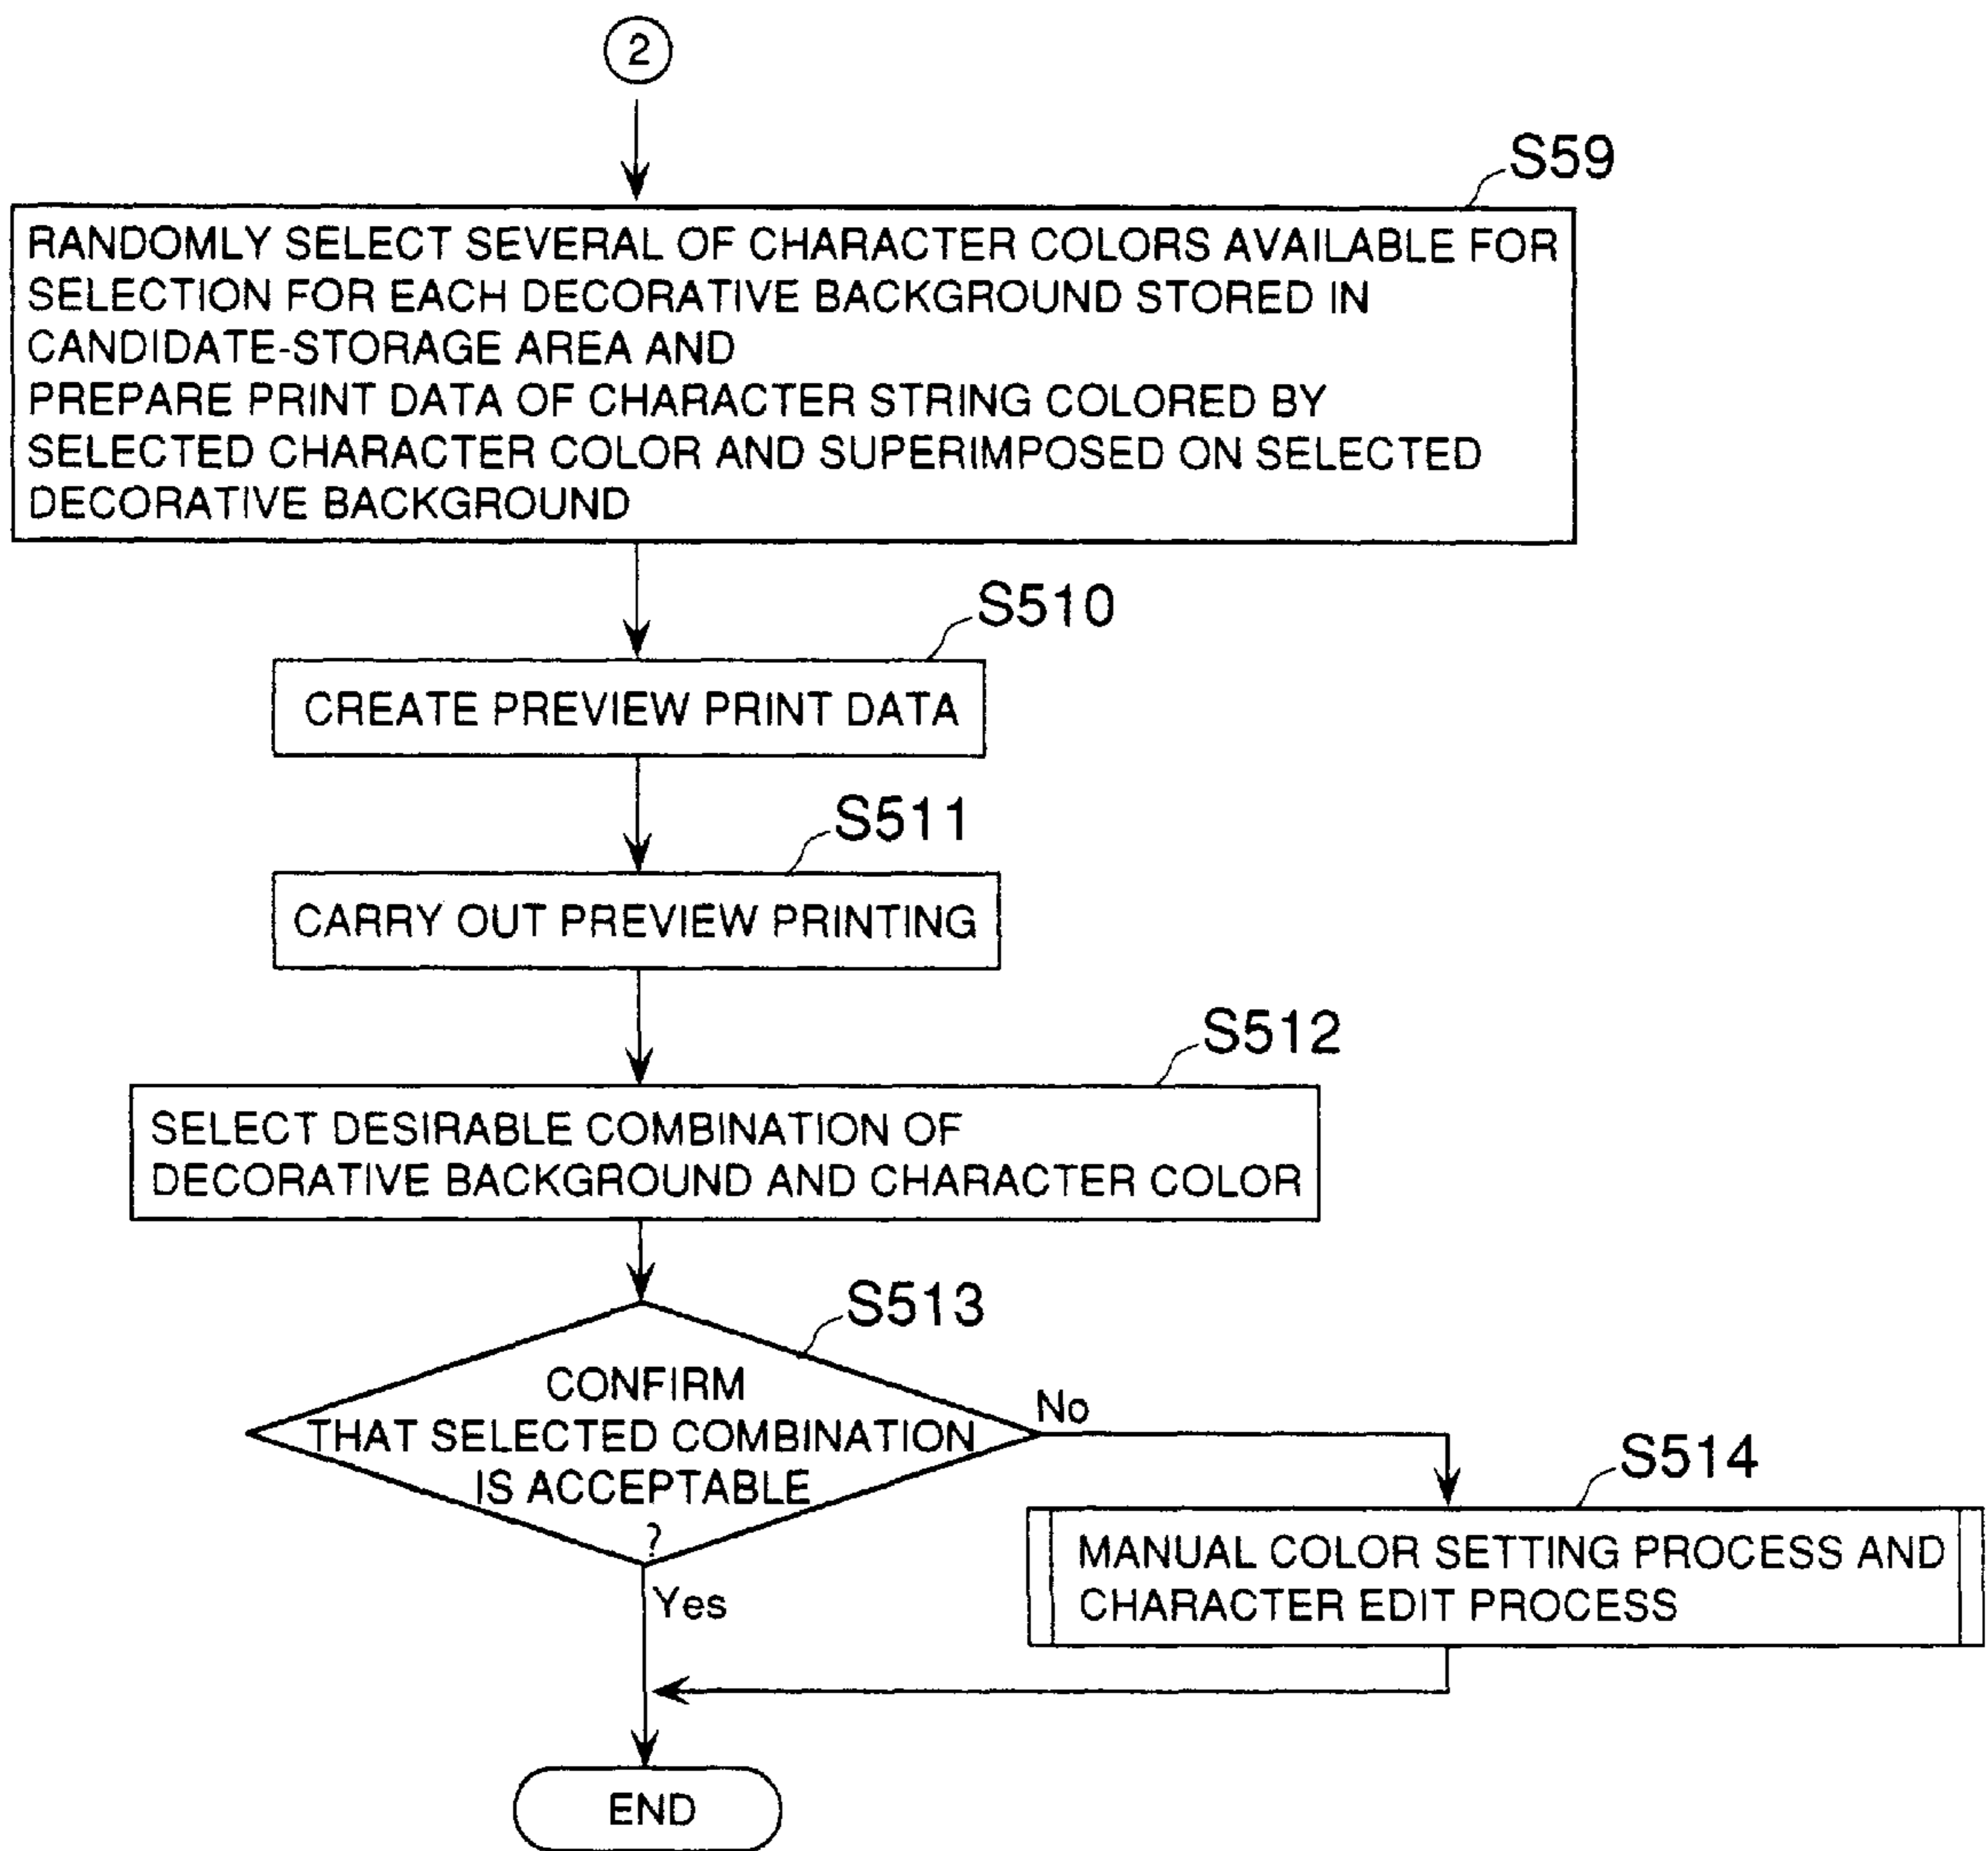 2
S59
RANDOMLY SELECT SEVERAL OF CHARACTER COLORS AVAILABLE FOR
SELECTION FOR EACH DECORATIVE BACKGROUND STORED IN
CANDIDATE-STORAGE AREA AND
PREPARE PRINT DATA OF CHARACTER STRING COLORED BY
SELECTED CHARACTER COLOR AND SUPERIMPOSED ON SELECTED
DECORATIVE BACKGROUND
S510
CREATE PREVIEW PRINT DATA
S511
CARRY OUT PREVIEW PRINTING
S512
SELECT DESIRABLE COMBINATION OF
DECORATIVE BACKGROUND AND CHARACTER COLOR
S513
CONFIRM
THAT SELECTED COMBINATION
IS ACCEPTABLE
?
No
Yes
S514
MANUAL COLOR SETTING PROCESS AND
CHARACTER EDIT PROCESS
END